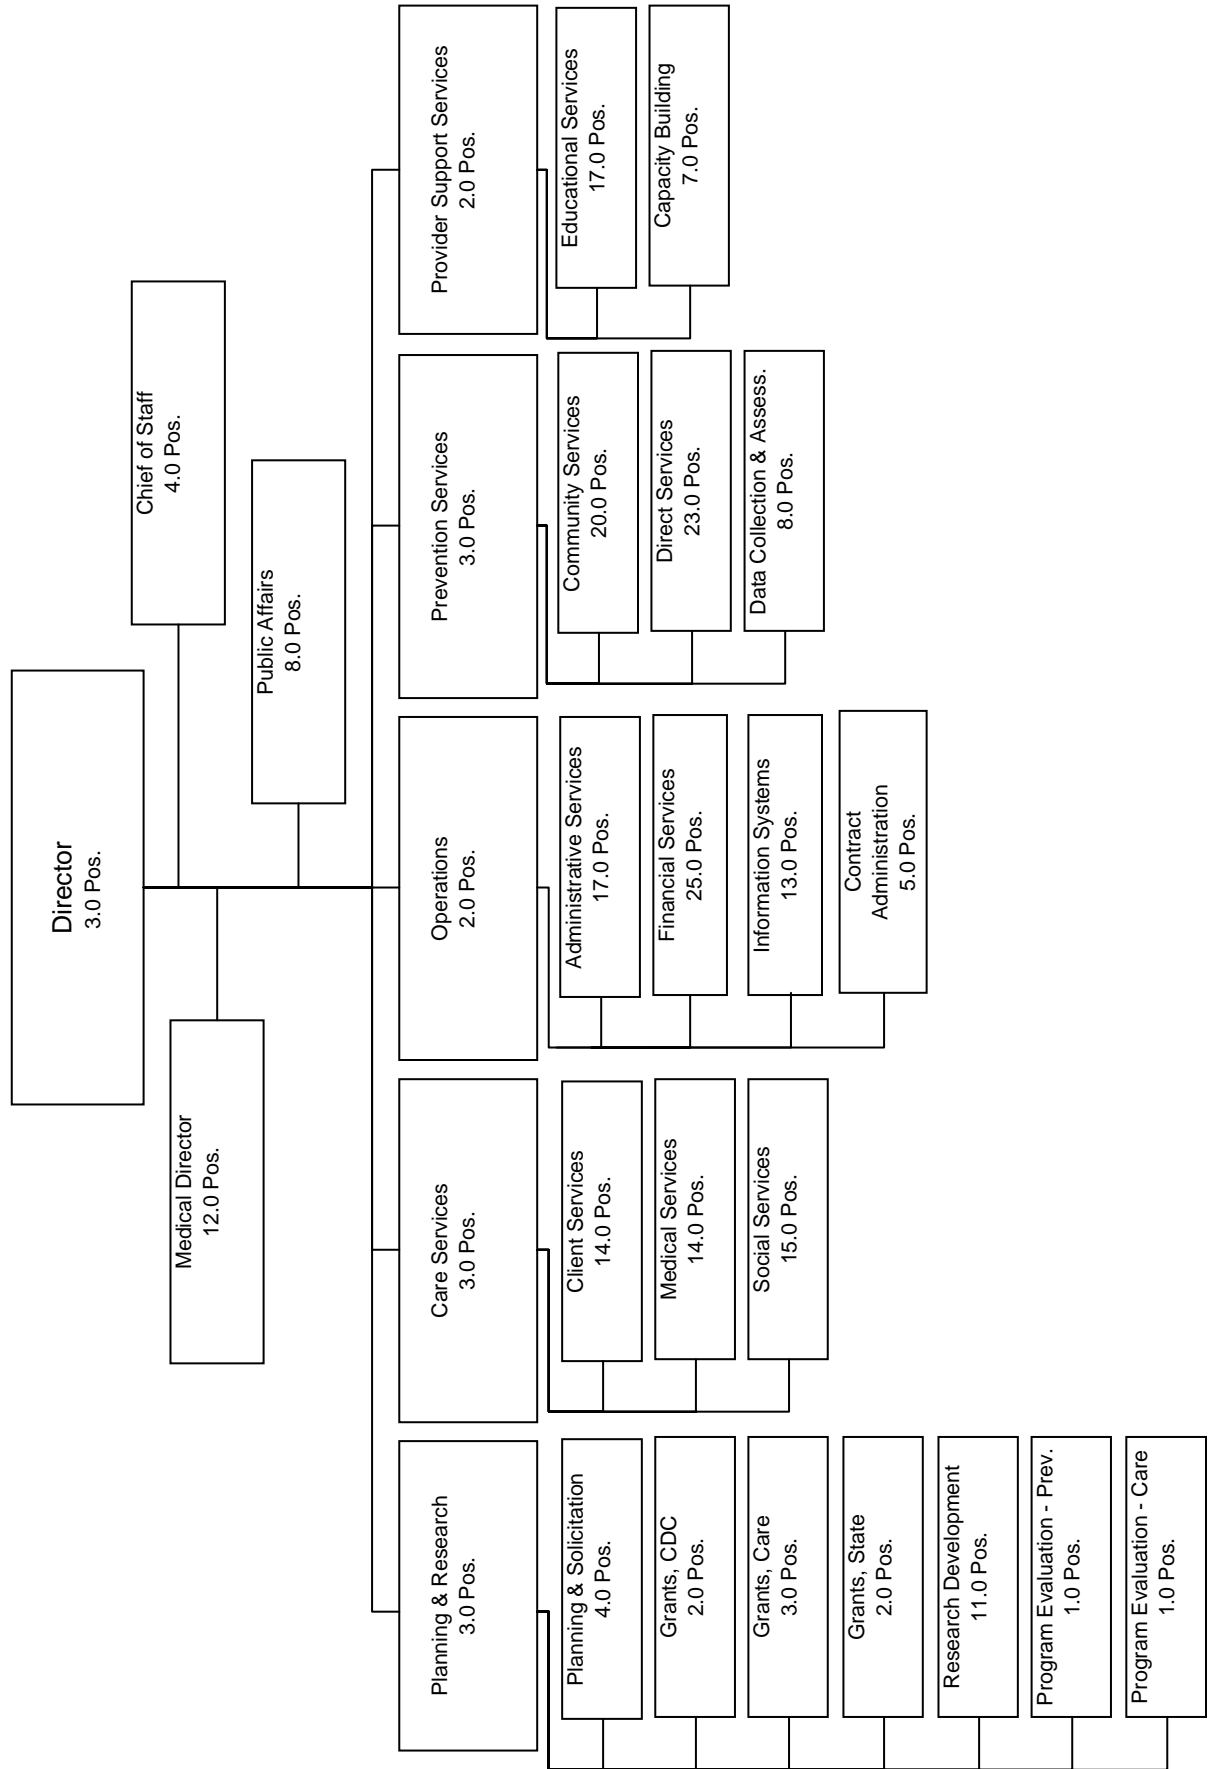 Director
3.0 Pos.
Medical Director
12.0 Pos.
Chief of Staff
4.0 Pos.
Public Affairs
8.0 Pos.
Planning & Research
3.0 Pos.
Planning & Solicitation
4.0 Pos.
Grants, CDC
2.0 Pos.
Grants, Care
3.0 Pos.
Grants, State
2.0 Pos.
Research Development
11.0 Pos.
Program Evaluation - Prev.
1.0 Pos.
Program Evaluation - Care
1.0 Pos.
Care Services
3.0 Pos.
Client Services
14.0 Pos.
Medical Services
14.0 Pos.
Social Services
15.0 Pos.
Operations
2.0 Pos.
Administrative Services
17.0 Pos.
Financial Services
25.0 Pos.
Information Systems
13.0 Pos.
Contract
Administration
5.0 Pos.
Prevention Services
3.0 Pos.
Community Services
20.0 Pos.
Direct Services
23.0 Pos.
Data Collection & Assess.
8.0 Pos.
Provider Support Services
2.0 Pos.
Educational Services
17.0 Pos.
Capacity Building
7.0 Pos.